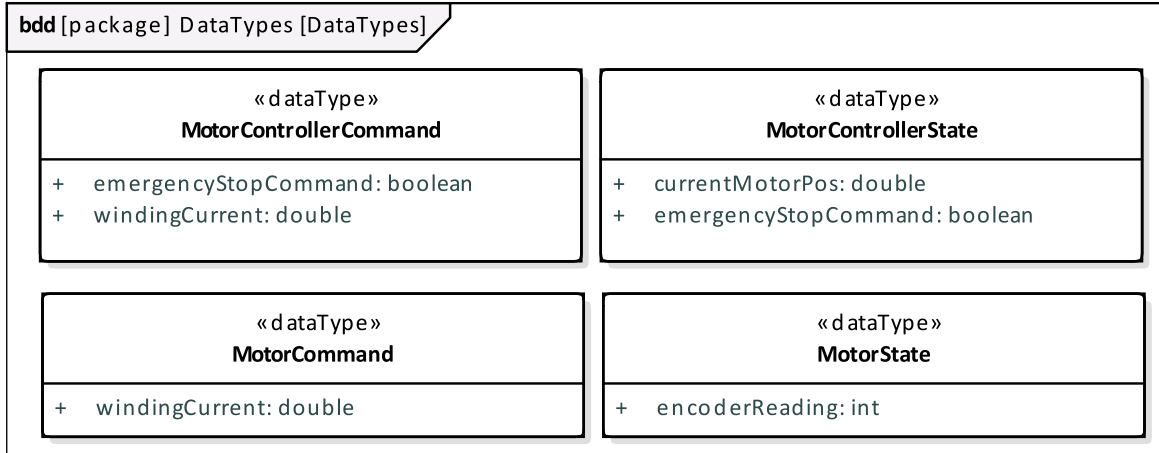 bdd [package] DataTypes [DataTypes]
«dataType»
MotorControllerCommand
+ emergencyStopCommand: boolean
+ windingCurrent: double
«dataType»
MotorControllerState
+ currentMotorPos: double
+ emergencyStopCommand: boolean
«dataType»
MotorCommand
+ windingCurrent: double
«dataType»
MotorState
+ encoderReading: int